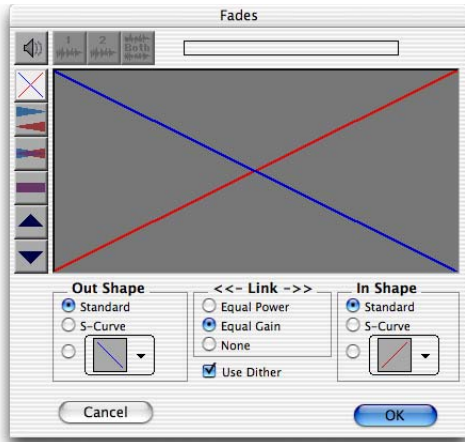 Fades
1 2 Both
Out Shape
Standard
S-Curve
<<- Link ->>
Equal Power
Equal Gain
None
Use Dither
In Shape
Standard
S-Curve
Cancel
OK